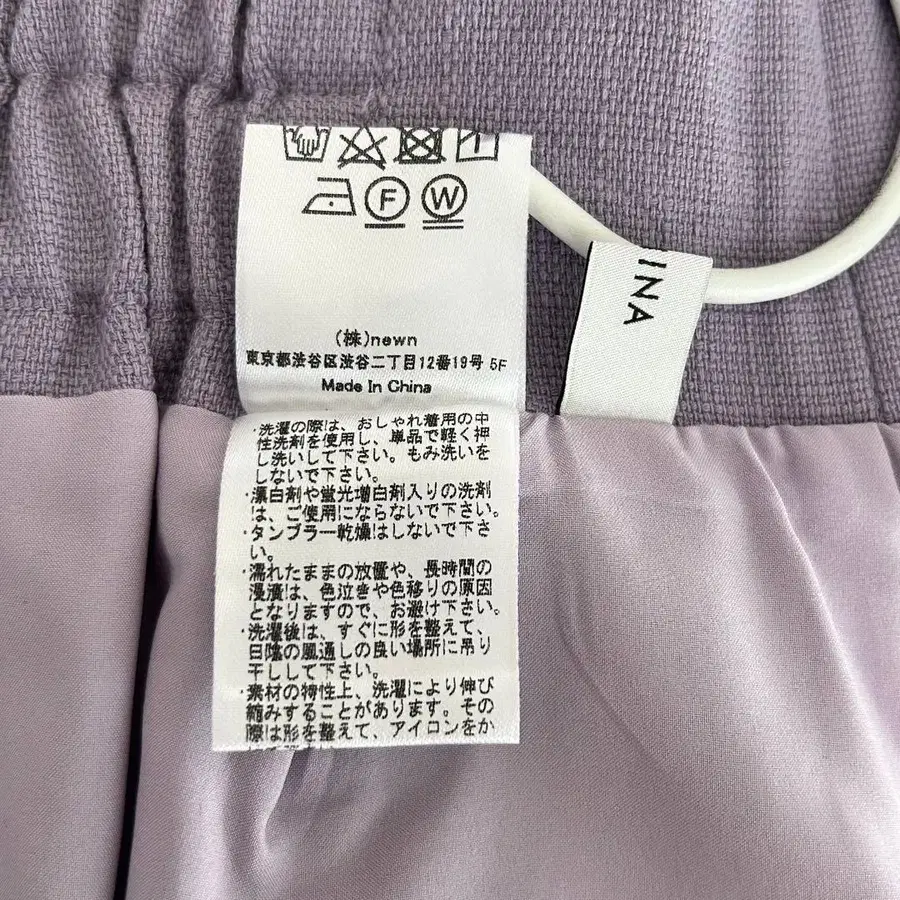 F W
(株)newn
東京都渋谷区渋谷二丁目12番19号 5F
Made In China
INA
・洗濯の際は、おしゃれ着用の中
性洗剤を使用し、単品で軽く押
し洗いして下さい。もみ洗いを
しないで下さい。
・漂白剤や蛍光増白剤入りの洗剤
は、ご使用にならないで下さい。
・タンブラー乾燥はしないで下さ
い。
・濡れたままの放置や、長時間の
浸漬は、色泣きや色移りの原因
となりますので、お避け下さい。
・洗濯後は、すぐに形を整えて、
日陰の風通しの良い場所に吊り
干しして下さい。
・素材の特性上、洗濯により伸び
縮みすることがあります。その
際は形を整えて、アイロンをか